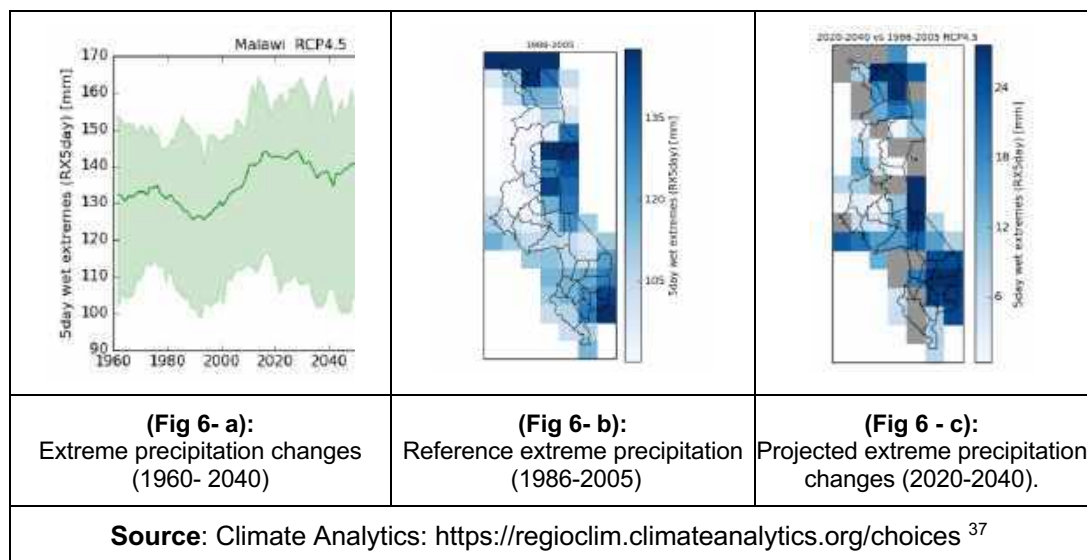 Malawi RCP4.5
170
160
150
140
130
120
110
100
90
1960
1980
2000
2020
2040
5day wet extremes (RX5day) [mm]
1986-2005
135
120
105
5day wet extremes (RX5day) [mm]
2020-2040 vs 1986-2005 RCP4.5
24
18
12
6
5day wet extremes (RX5day) [mm]
(Fig 6- a):
Extreme precipitation changes
(1960- 2040)
(Fig 6- b):
Reference extreme precipitation
(1986-2005)
(Fig 6 - c):
Projected extreme precipitation
changes (2020-2040).
Source: Climate Analytics: https://regioclim.climateanalytics.org/choices 37